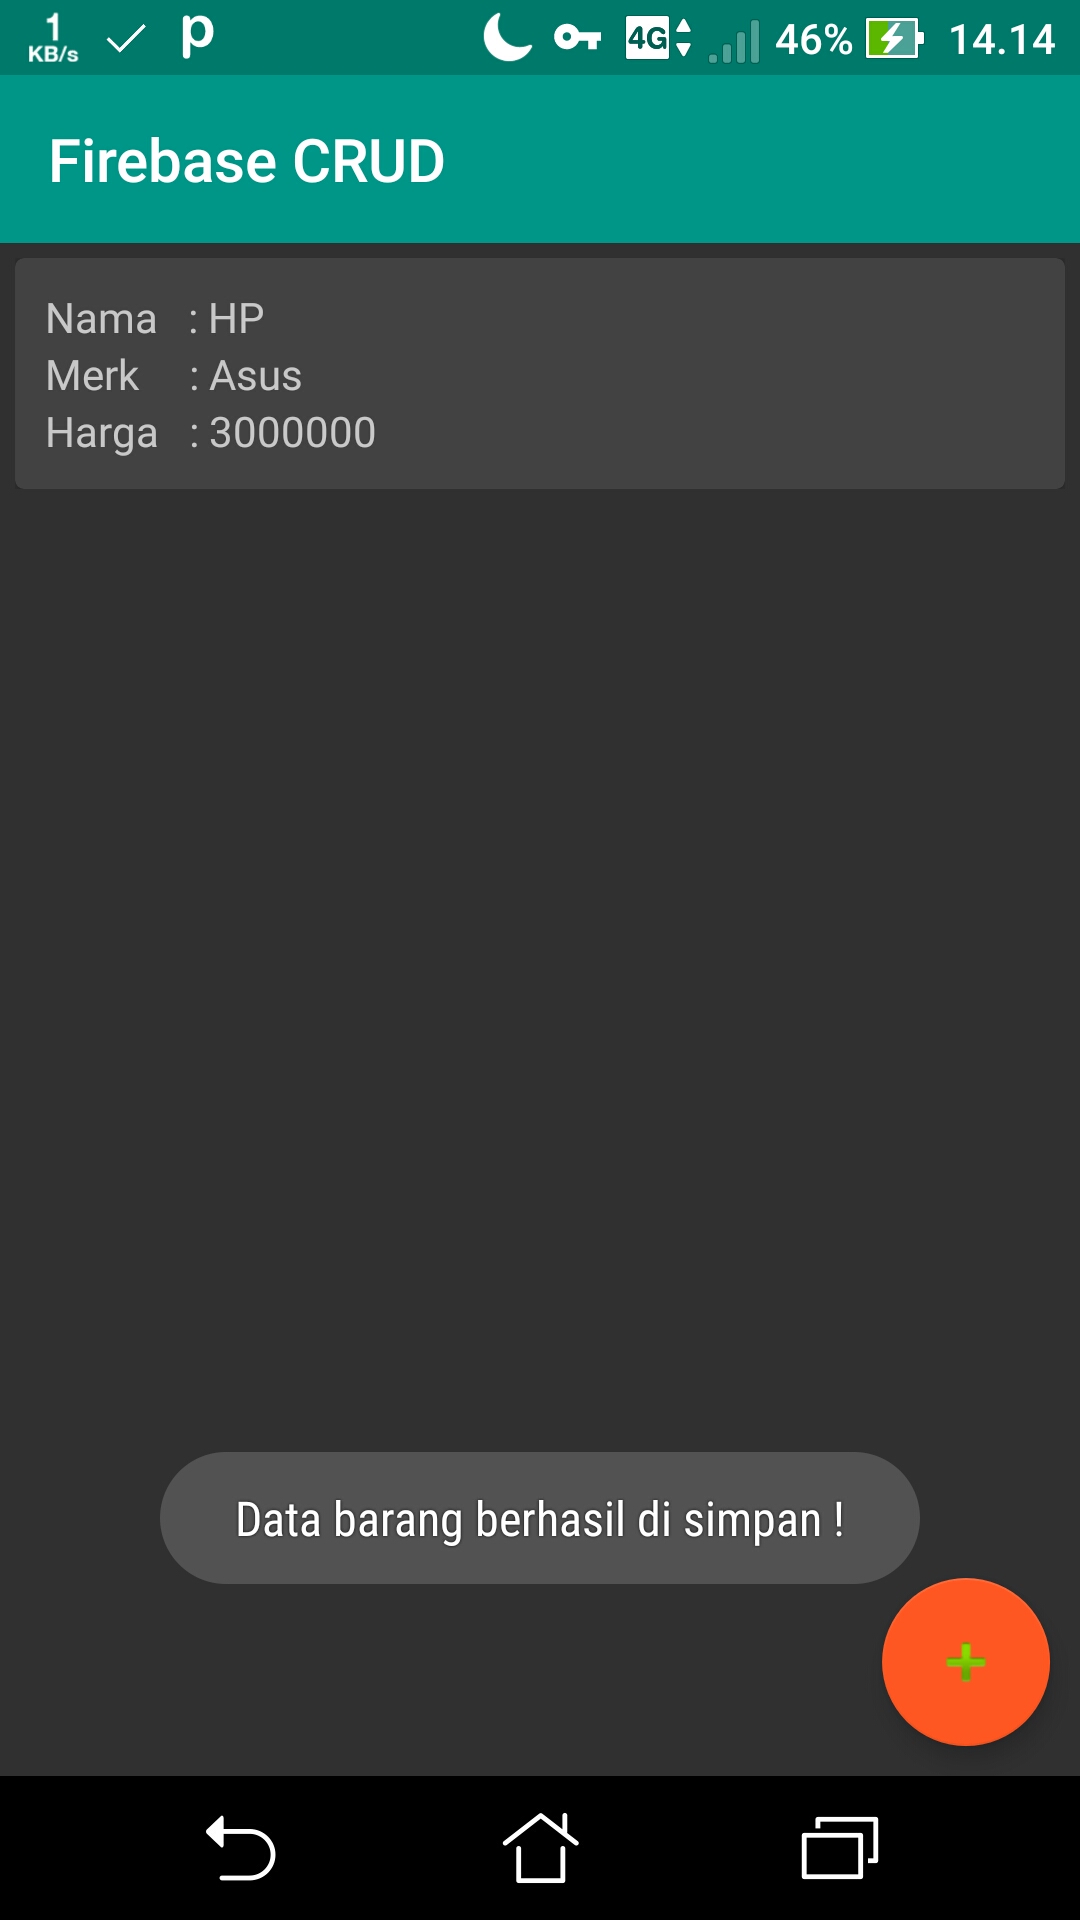 1
KB/s
p
4G
46%
14.14
Firebase CRUD
Nama : HP
Merk : Asus
Harga : 3000000
Data barang berhasil di simpan !